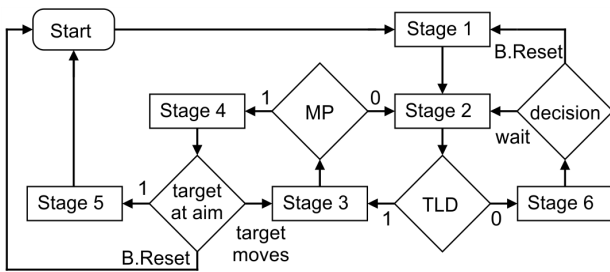 Start
Stage 1
B.Reset
Stage 4
1
MP
0
Stage 2
decision
wait
Stage 5
1
target
at aim
target
moves
Stage 3
1
TLD
0
Stage 6
B.Reset